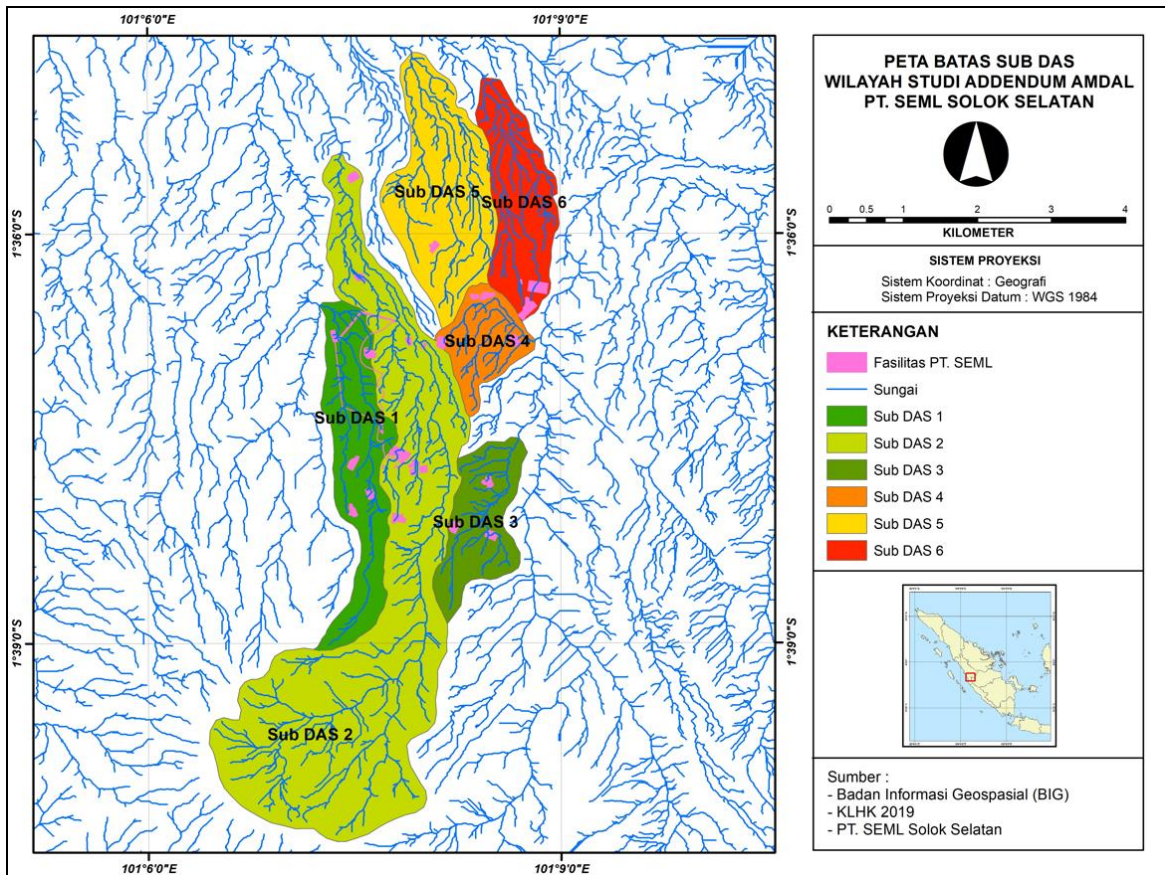 101°6'0"E
101°9'0"E
1°36'0"S
1°36'0"S
1°39'0"S
1°39'0"S
101°6'0"E
101°9'0"E
Sub DAS 5
Sub DAS 6
Sub DAS 4
Sub DAS 1
Sub DAS 3
Sub DAS 2
PETA BATAS SUB DAS
WILAYAH STUDI ADDENDUM AMDAL
PT. SEML SOLOK SELATAN
0 0.5 1 2 3 4
KILOMETER
SISTEM PROYEKSI
Sistem Koordinat : Geografi
Sistem Proyeksi Datum : WGS 1984
KETERANGAN
Fasilitas PT. SEML
Sungai
Sub DAS 1
Sub DAS 2
Sub DAS 3
Sub DAS 4
Sub DAS 5
Sub DAS 6
Sumber :
- Badan Informasi Geospasial (BIG)
- KLHK 2019
- PT. SEML Solok Selatan